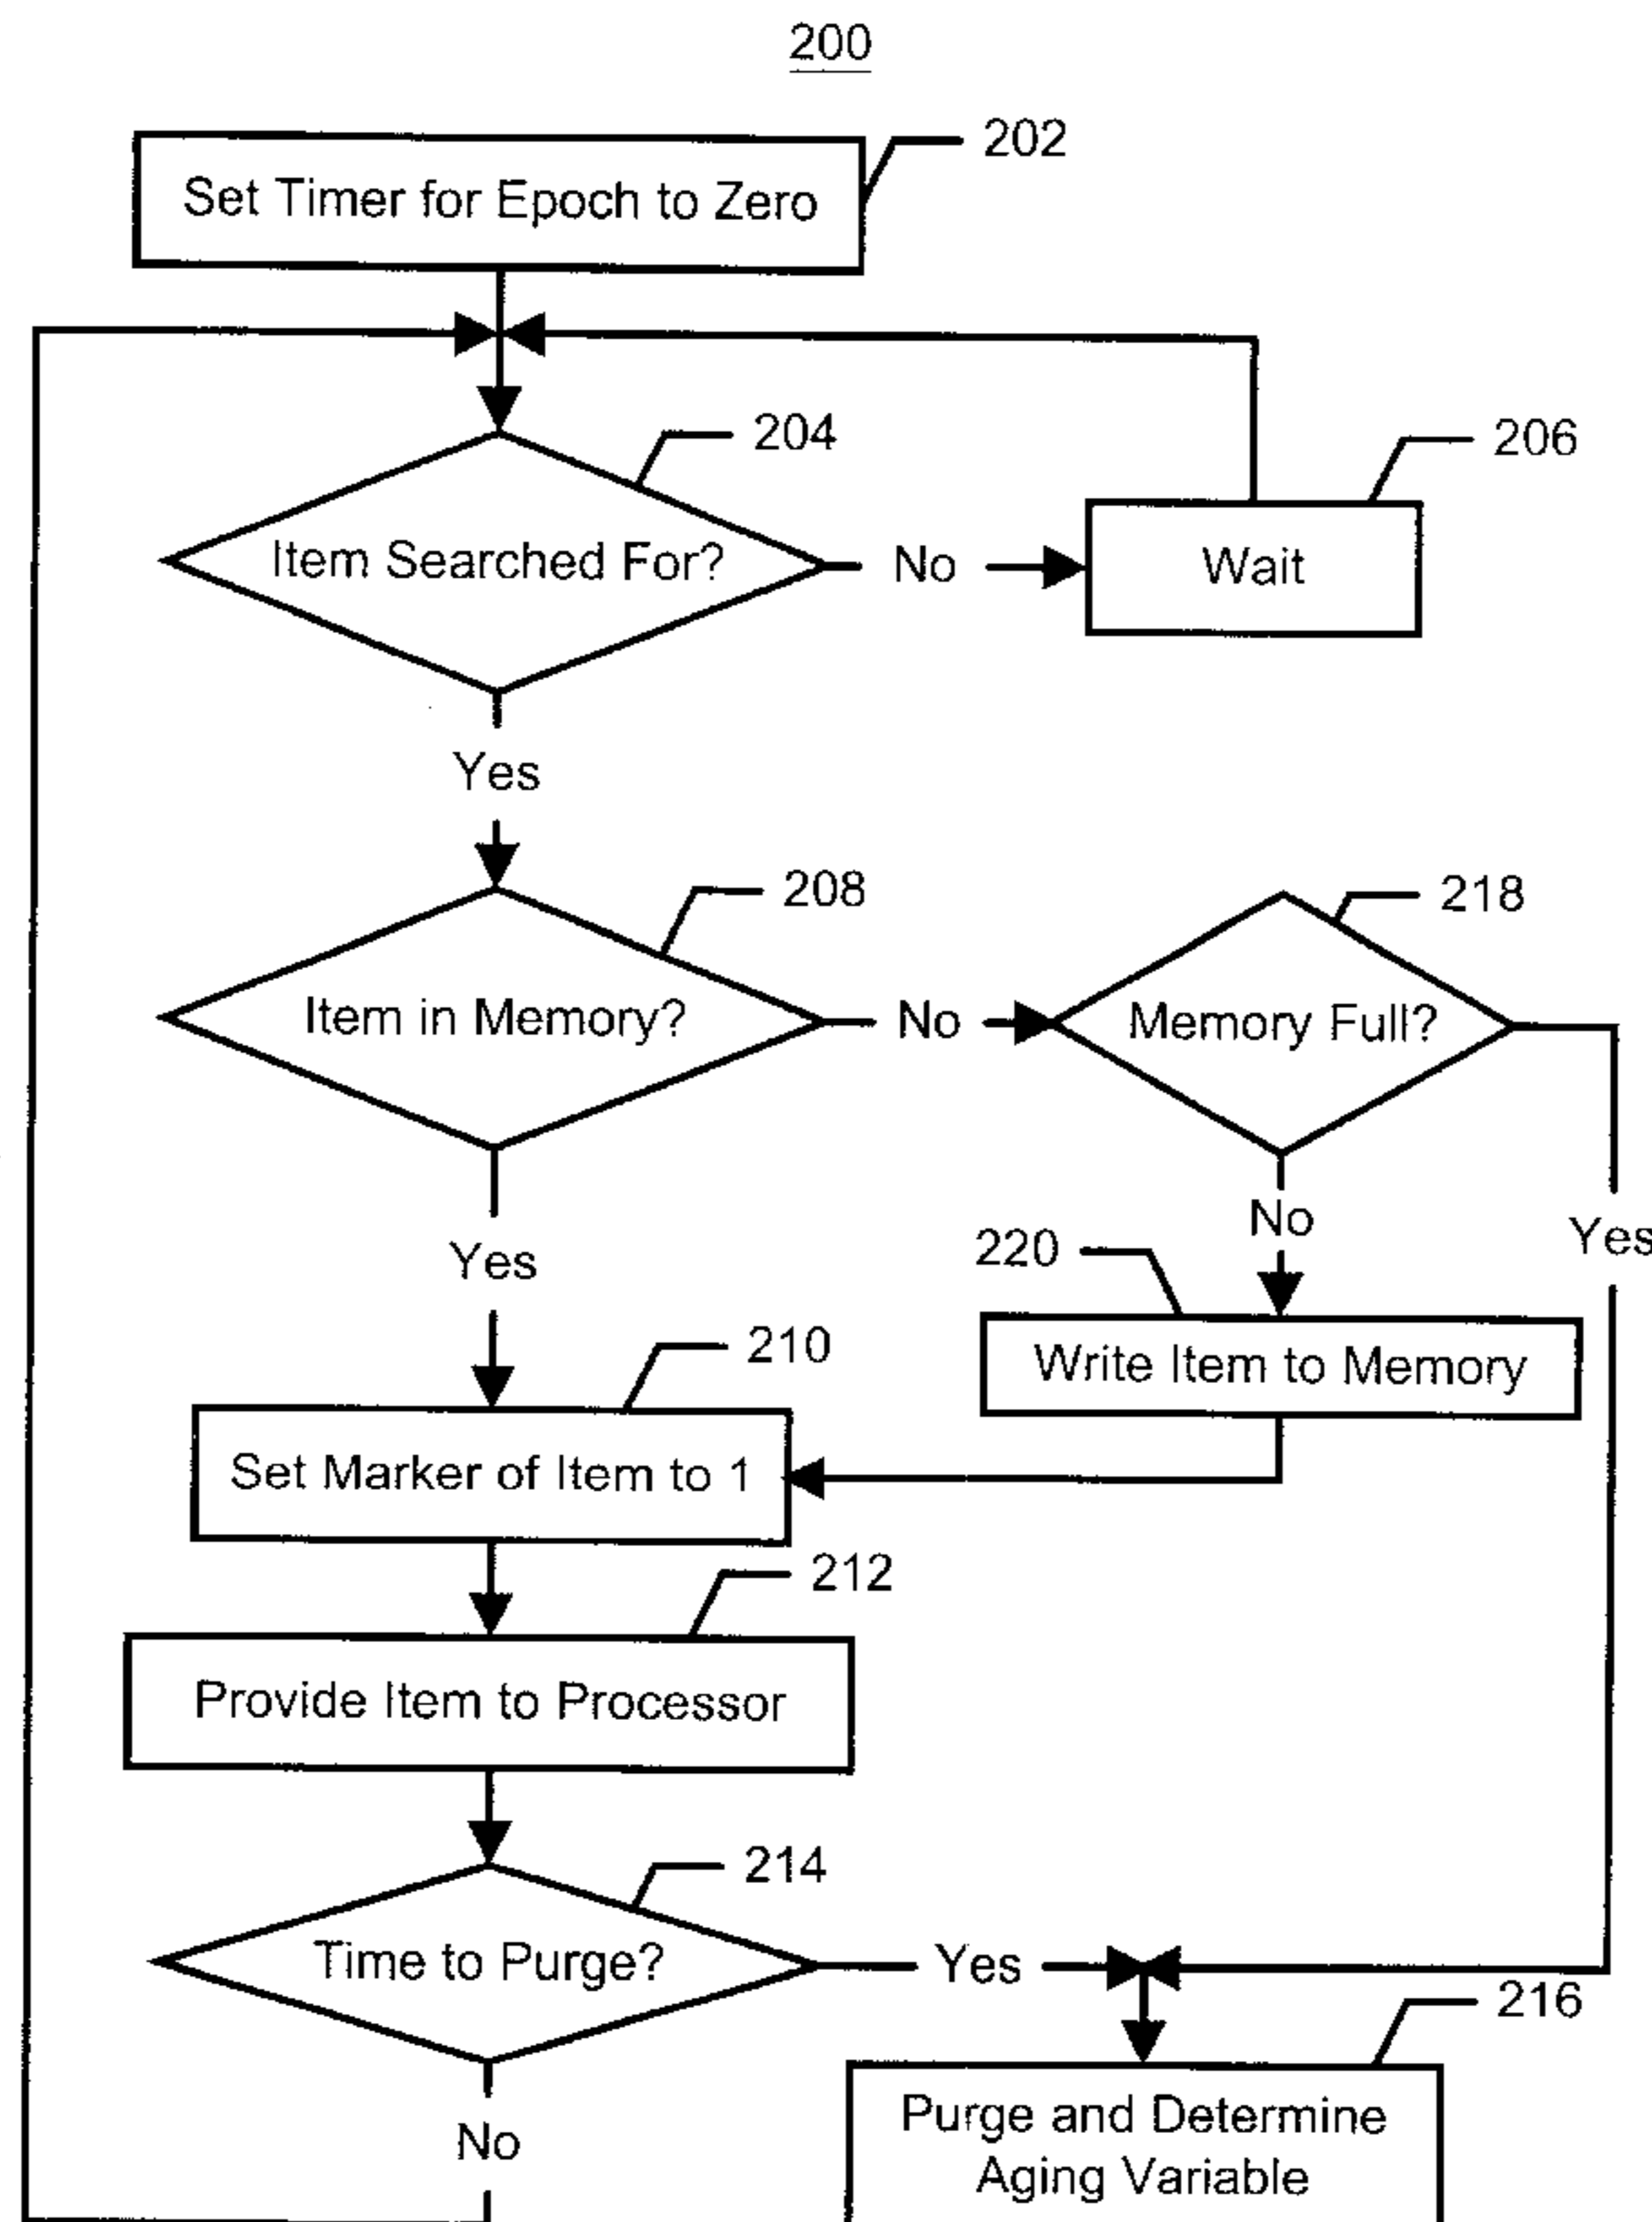 200
202
Set Timer for Epoch to Zero
204
206
Item Searched For?
No
Wait
Yes
208
218
Item in Memory?
No
Memory Full?
No
Yes
220
Yes
210
Write Item to Memory
Set Marker of Item to 1
212
Provide Item to Processor
214
Time to Purge?
Yes
216
Purge and Determine
Aging Variable
No